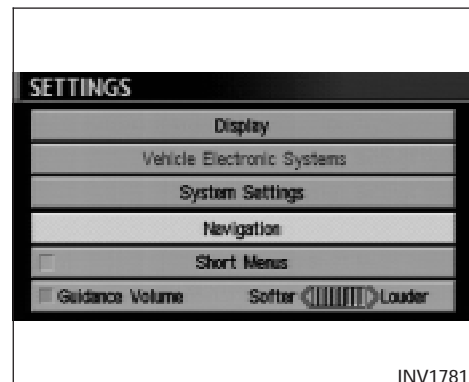 SETTINGS
Display
Vehicle Electronic Systems
System Settings
Navigation
Short Menus
Guidance Volume Softer Louder
INV1781